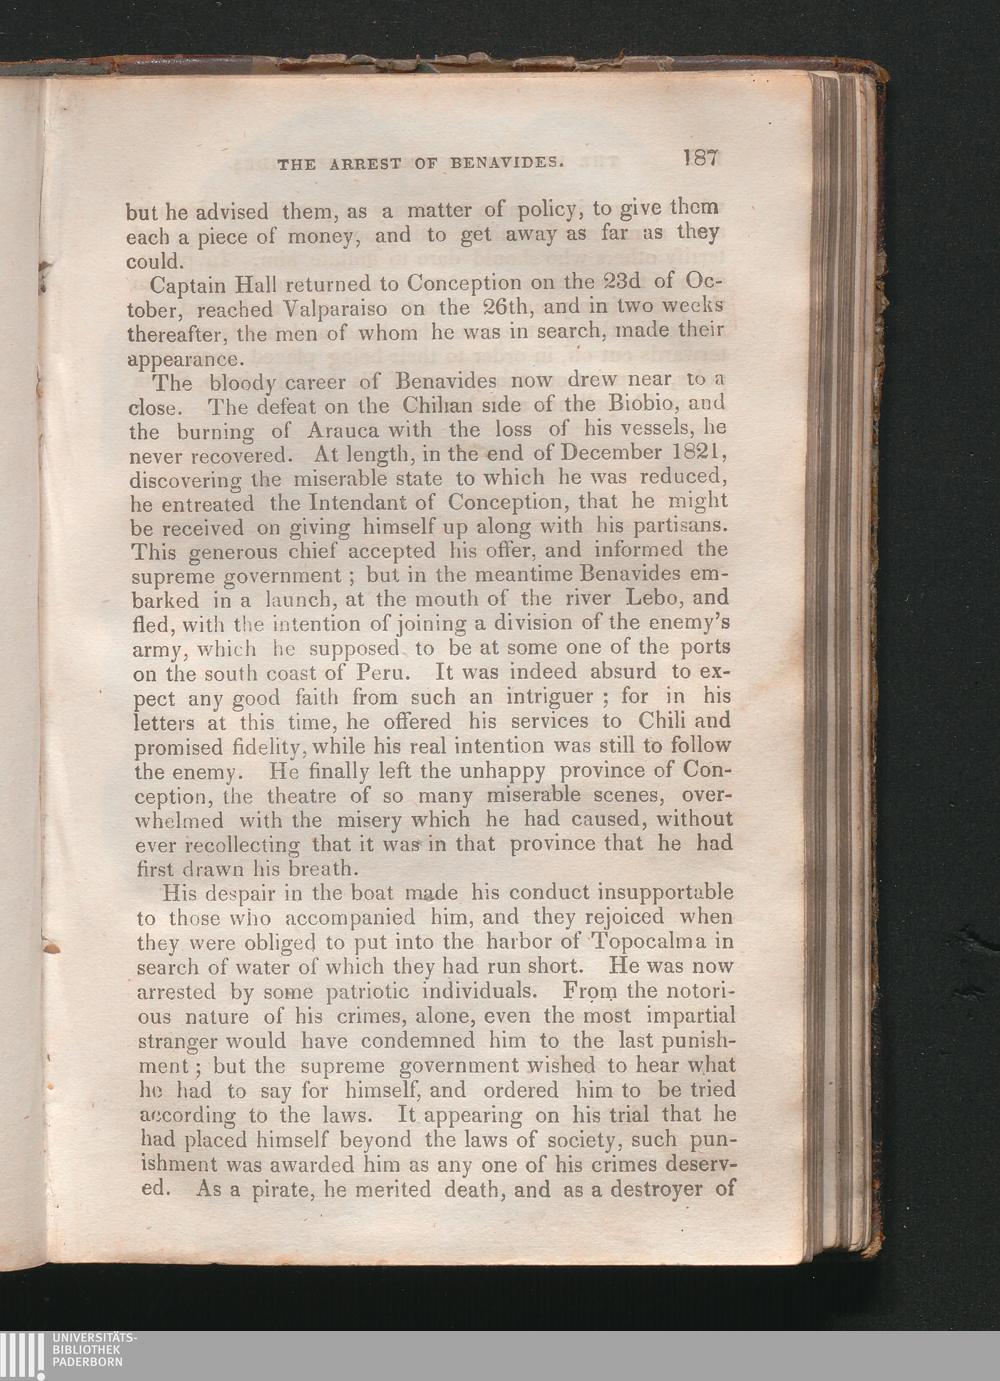 THE ARREST OF BENAVIDES. 187
but he advised them, as a matter of policy, to give them
each a piece of money, and to get away as far as they
could.
Captain Hall returned to Conception on the 23d of Oc-
tober, reached Valparaiso on the 26th, and in two weeks
thereafter, the men of whom he was in search, made their
appearance.
The bloody career of Benavides now drew near to a
close. The defeat on the Chilian side of the Biobio, and
the burning of Arauca with the loss of his vessels, he
never recovered. At length, in the end of December 1821,
discovering the miserable state to which he was reduced,
he entreated the Intendant of Conception, that he might
be received on giving himself up along with his partisans.
This generous chief accepted his offer, and informed the
supreme government ; but in the meantime Benavides em-
barked in a launch, at the mouth of the river Lebo, and
fled, with the intention of joining a division of the enemy's
army, which he supposed to be at some one of the ports
on the south coast of Peru. It was indeed absurd to ex-
pect any good faith from such an intriguer ; for in his
letters at this time, he offered his services to Chili and
promised fidelity, while his real intention was still to follow
the enemy. He finally left the unhappy province of Con-
ception, the theatre of so many miserable scenes, over-
whelmed with the misery which he had caused, without
ever recollecting that it was in that province that he had
first drawn his breath.
His despair in the boat made his conduct insupportable
to those who accompanied him, and they rejoiced when
they were obliged to put into the harbor of Topocalma in
search of water of which they had run short. He was now
arrested by some patriotic individuals. From the notori-
ous nature of his crimes, alone, even the most impartial
stranger would have condemned him to the last punish-
ment ; but the supreme government wished to hear what
he had to say for himself, and ordered him to be tried
according to the laws. It appearing on his trial that he
had placed himself beyond the laws of society, such pun-
ishment was awarded him as any one of his crimes deserv-
ed. As a pirate, he merited death, and as a destroyer of
UNIVERSITÄTS-
BIBLIOTHEK
PADERBORN